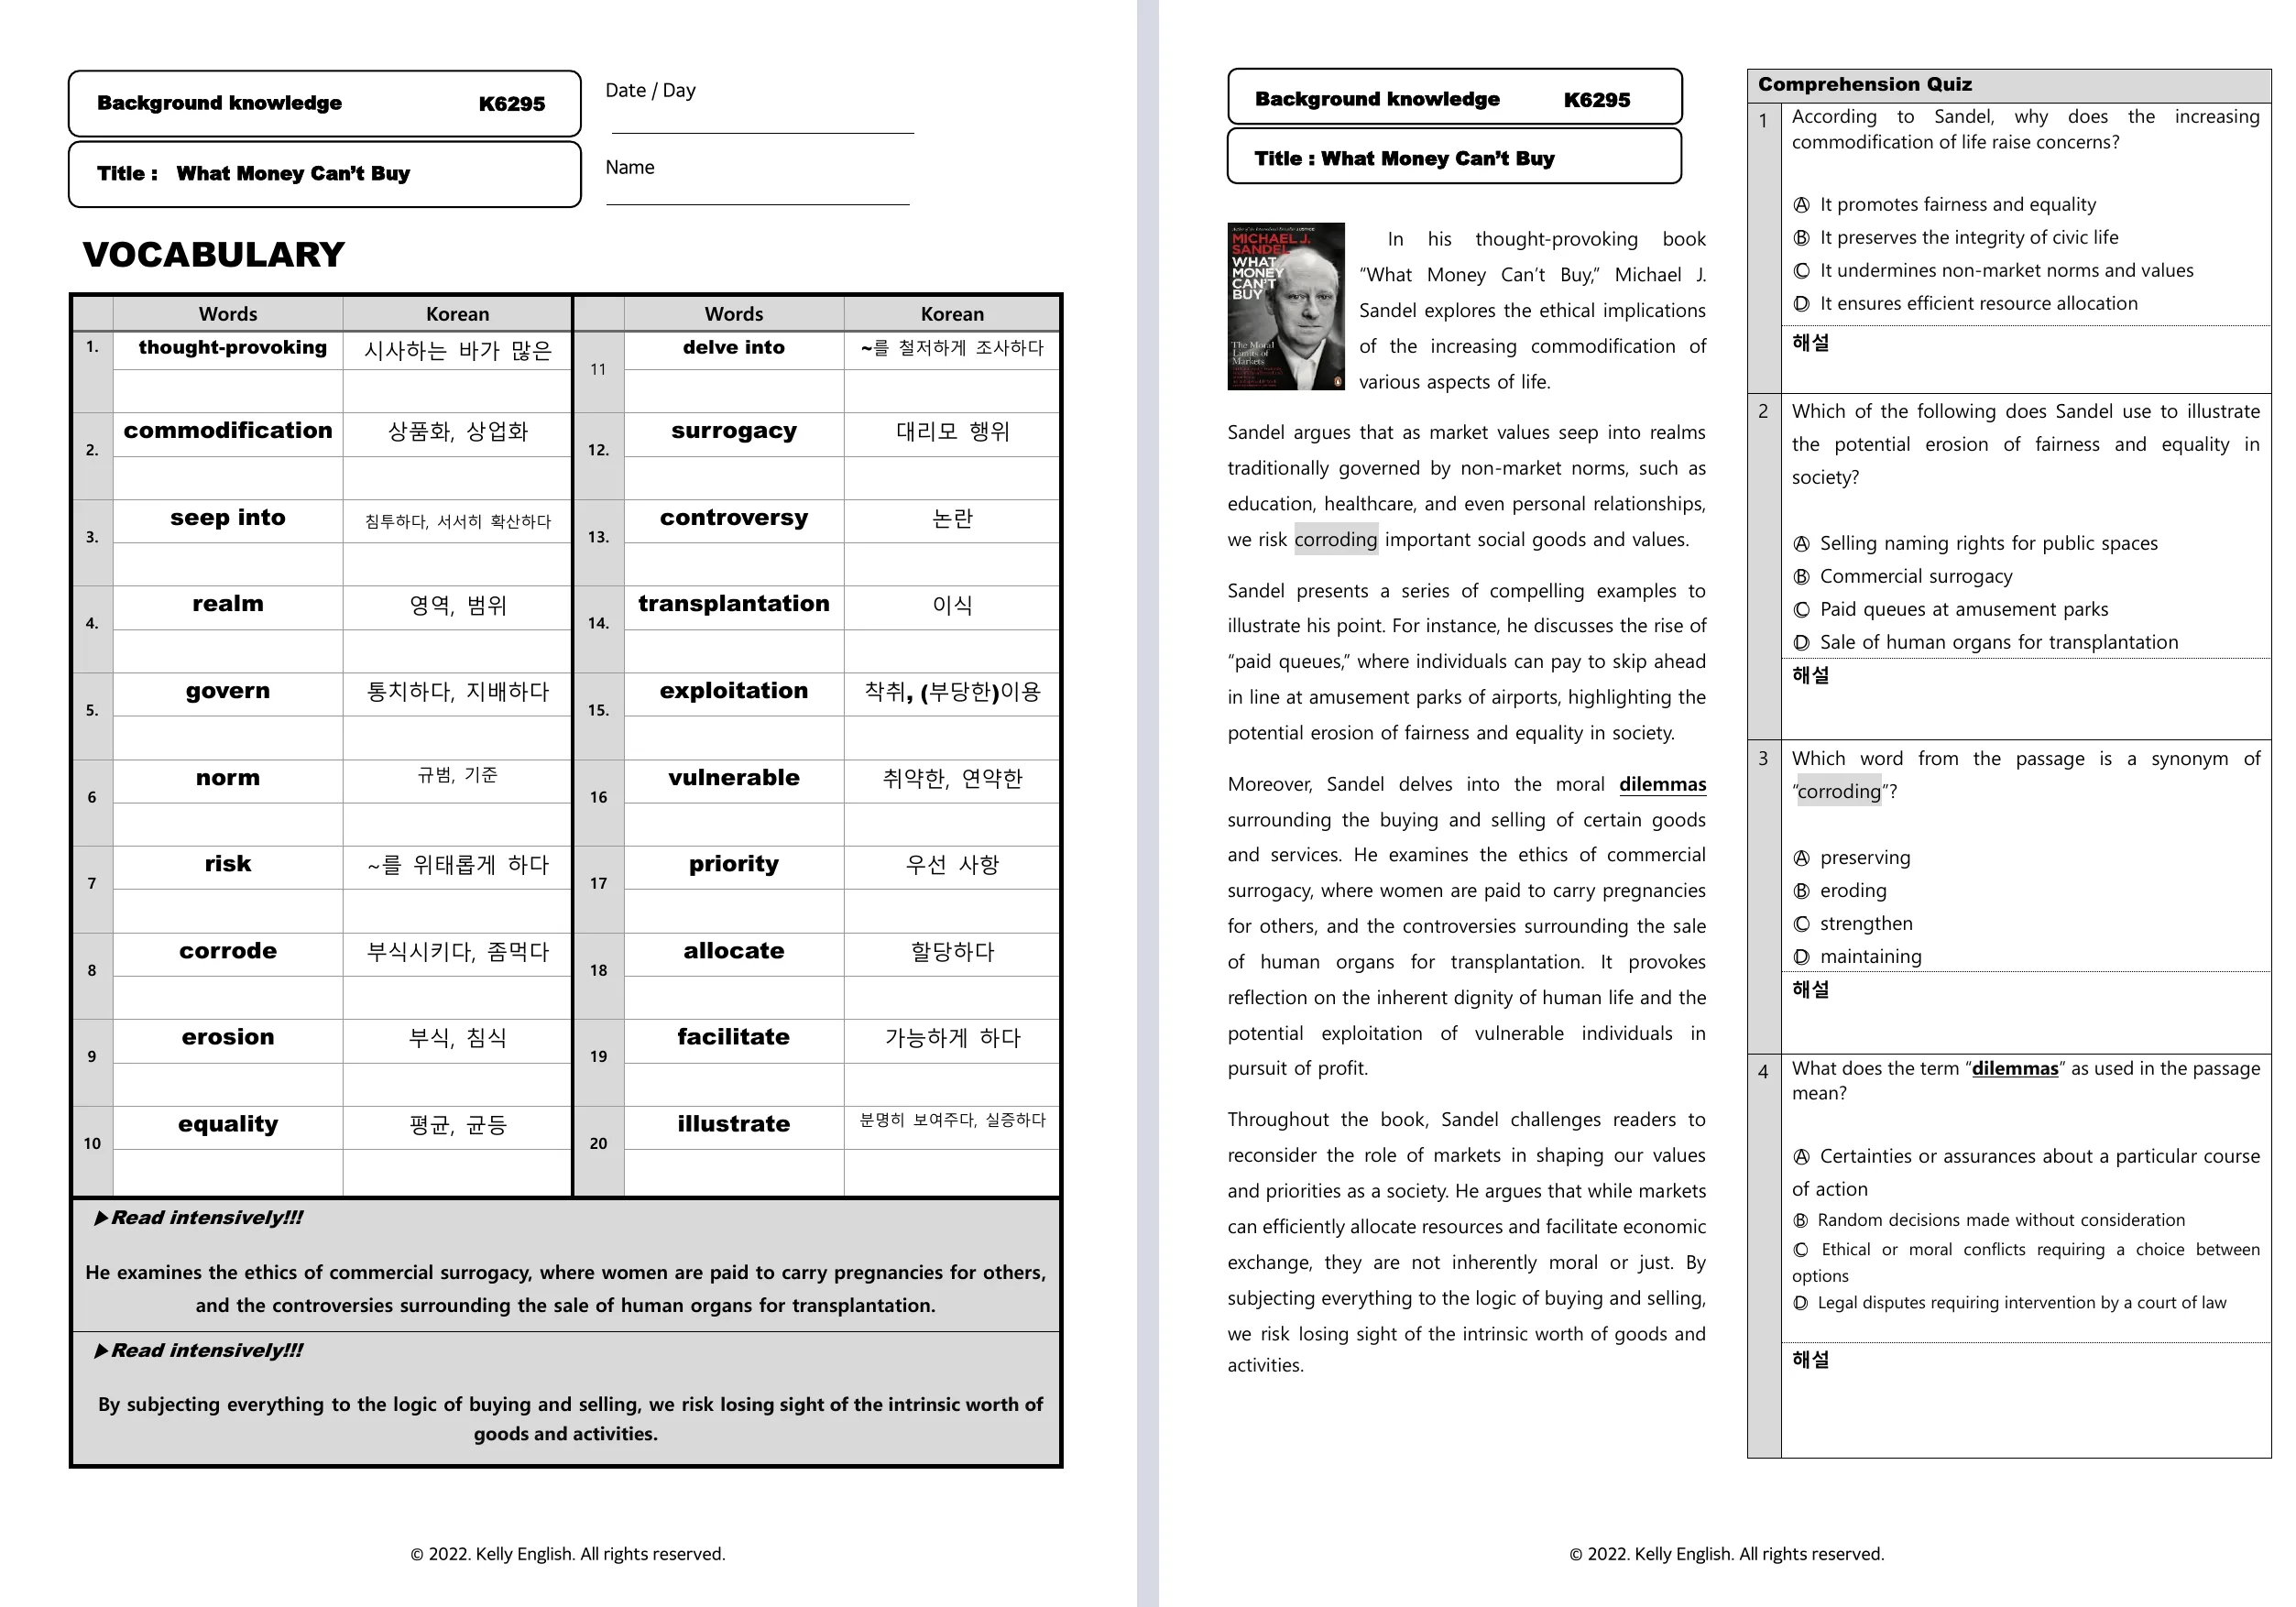 Background knowledge K6295
Date / Day
Title : What Money Can’t Buy
Name
VOCABULARY
Words Korean Words Korean
1. thought-provoking 시사하는 바가 많은 11 delve into ~를 철저하게 조사하다
2. commodification 상품화, 상업화 12. surrogacy 대리모 행위
3. seep into 침투하다, 서서히 확산하다 13. controversy 논란
4. realm 영역, 범위 14. transplantation 이식
5. govern 통치하다, 지배하다 15. exploitation 착취, (부당한)이용
6 norm 규범, 기준 16 vulnerable 취약한, 연약한
7 risk ~를 위태롭게 하다 17 priority 우선 사항
8 corrode 부식시키다, 좀먹다 18 allocate 할당하다
9 erosion 부식, 침식 19 facilitate 가능하게 하다
10 equality 평균, 균등 20 illustrate 분명히 보여주다, 실증하다
▶Read intensively!!!
He examines the ethics of commercial surrogacy, where women are paid to carry pregnancies for others,
and the controversies surrounding the sale of human organs for transplantation.
▶Read intensively!!!
By subjecting everything to the logic of buying and selling, we risk losing sight of the intrinsic worth of
goods and activities.
© 2022. Kelly English. All rights reserved.
Background knowledge K6295
Title : What Money Can’t Buy
MICHAEL J.
SANDEL
WHAT
MONEY
CAN'T
BUY
The Moral
Limits of
Markets
In his thought-provoking book
“What Money Can’t Buy,” Michael J.
Sandel explores the ethical implications
of the increasing commodification of
various aspects of life.
Sandel argues that as market values seep into realms
traditionally governed by non-market norms, such as
education, healthcare, and even personal relationships,
we risk corroding important social goods and values.
Sandel presents a series of compelling examples to
illustrate his point. For instance, he discusses the rise of
“paid queues,” where individuals can pay to skip ahead
in line at amusement parks of airports, highlighting the
potential erosion of fairness and equality in society.
Moreover, Sandel delves into the moral dilemmas
surrounding the buying and selling of certain goods
and services. He examines the ethics of commercial
surrogacy, where women are paid to carry pregnancies
for others, and the controversies surrounding the sale
of human organs for transplantation. It provokes
reflection on the inherent dignity of human life and the
potential exploitation of vulnerable individuals in
pursuit of profit.
Throughout the book, Sandel challenges readers to
reconsider the role of markets in shaping our values
and priorities as a society. He argues that while markets
can efficiently allocate resources and facilitate economic
exchange, they are not inherently moral or just. By
subjecting everything to the logic of buying and selling,
we risk losing sight of the intrinsic worth of goods and
activities.
Comprehension Quiz
1 According to Sandel, why does the increasing
commodification of life raise concerns?
Ⓐ It promotes fairness and equality
Ⓑ It preserves the integrity of civic life
Ⓒ It undermines non-market norms and values
Ⓓ It ensures efficient resource allocation
해설
2 Which of the following does Sandel use to illustrate
the potential erosion of fairness and equality in
society?
Ⓐ Selling naming rights for public spaces
Ⓑ Commercial surrogacy
Ⓒ Paid queues at amusement parks
Ⓓ Sale of human organs for transplantation
해설
3 Which word from the passage is a synonym of
“corroding”?
Ⓐ preserving
Ⓑ eroding
Ⓒ strengthen
Ⓓ maintaining
해설
4 What does the term “dilemmas” as used in the passage
mean?
Ⓐ Certainties or assurances about a particular course
of action
Ⓑ Random decisions made without consideration
Ⓒ Ethical or moral conflicts requiring a choice between
options
Ⓓ Legal disputes requiring intervention by a court of law
해설
© 2022. Kelly English. All rights reserved.